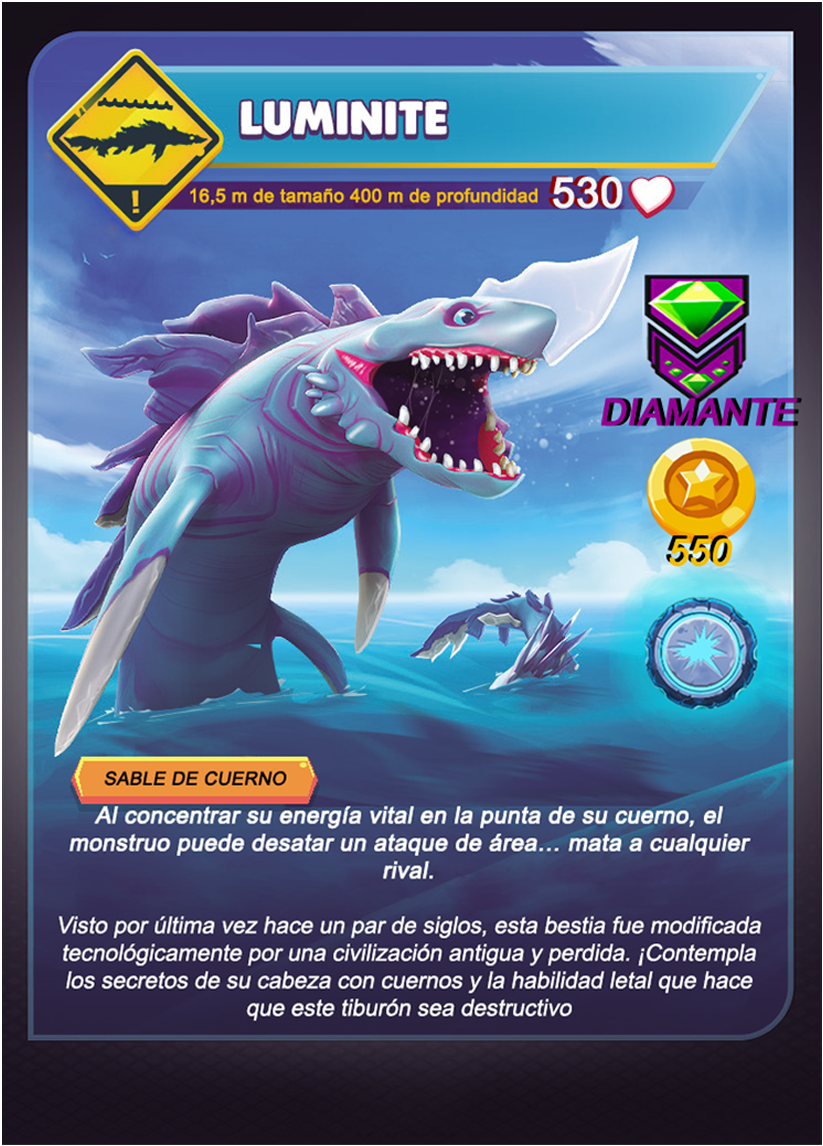 LUMINITE
16,5 m de tamaño 400 m de profundidad 530
DIAMANTE
550
SABLE DE CUERNO
Al concentrar su energía vital en la punta de su cuerno, el
monstruo puede desatar un ataque de área... mata a cualquier
rival.
Visto por última vez hace un par de siglos, esta bestia fue modificada
tecnológicamente por una civilización antigua y perdida. ¡Contempla
los secretos de su cabeza con cuernos y la habilidad letal que hace
que este tiburón sea destructivo